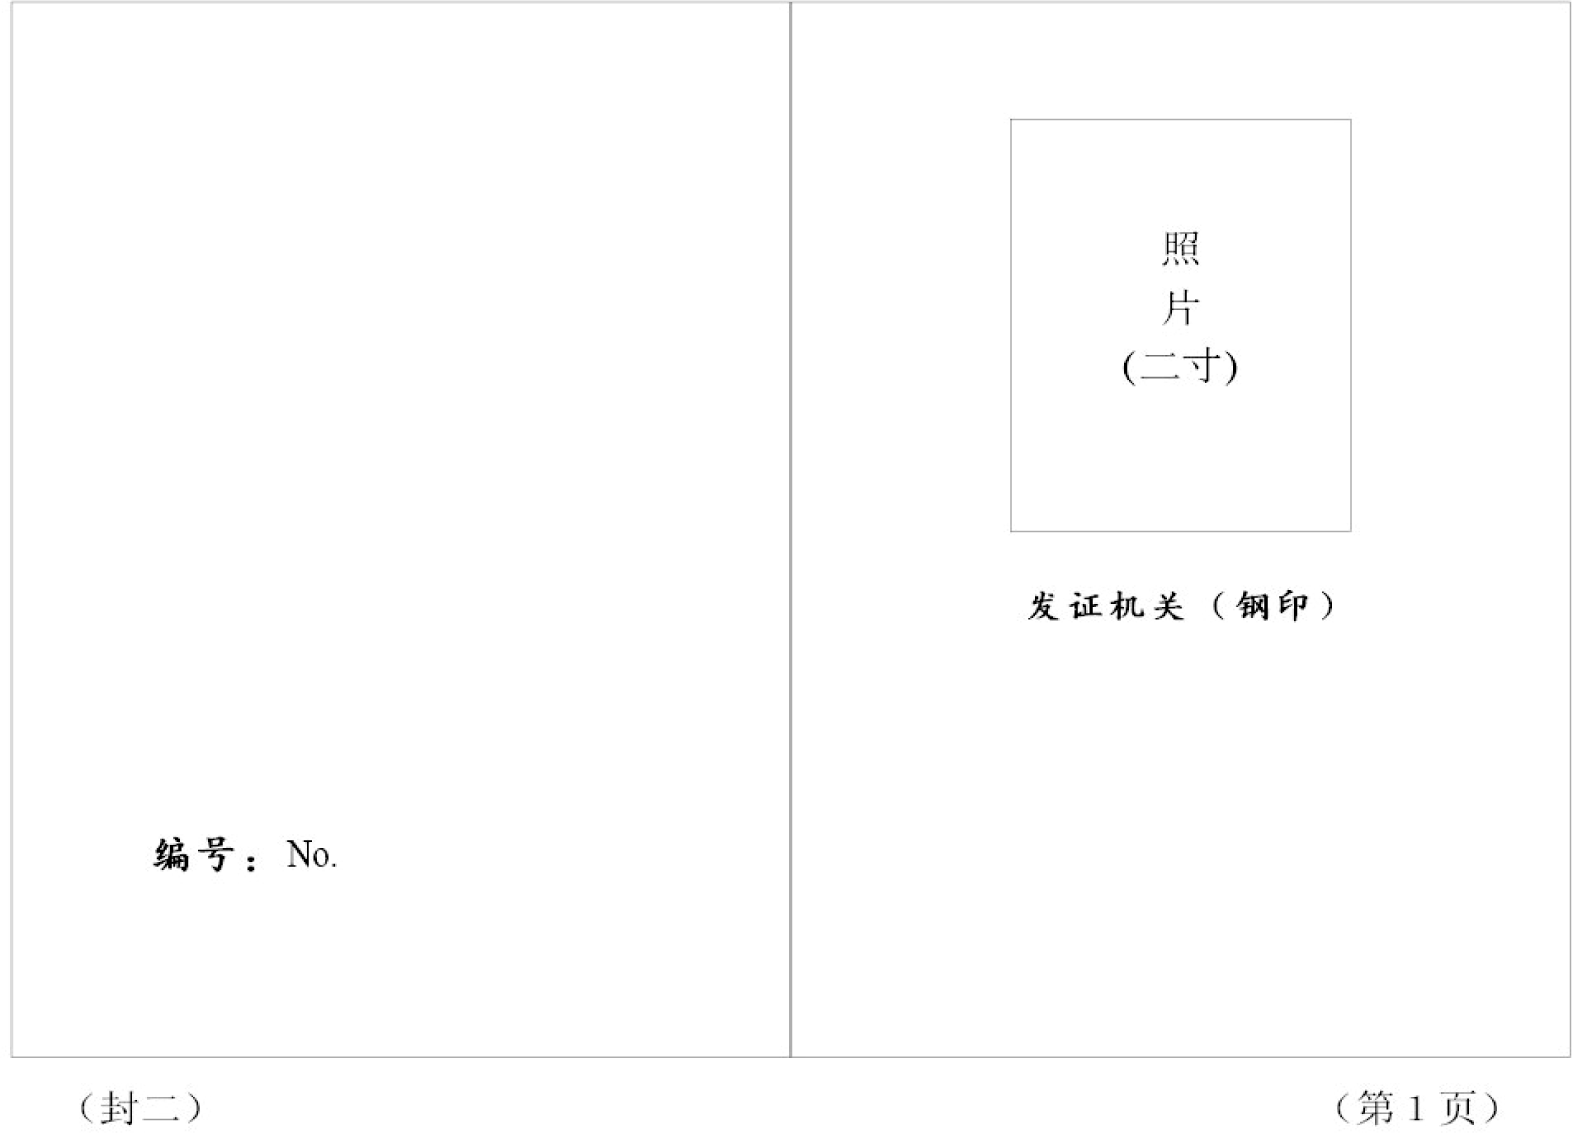 编号：No.
（封二）
照
片
(二寸)
发证机关（钢印）
（第1页）